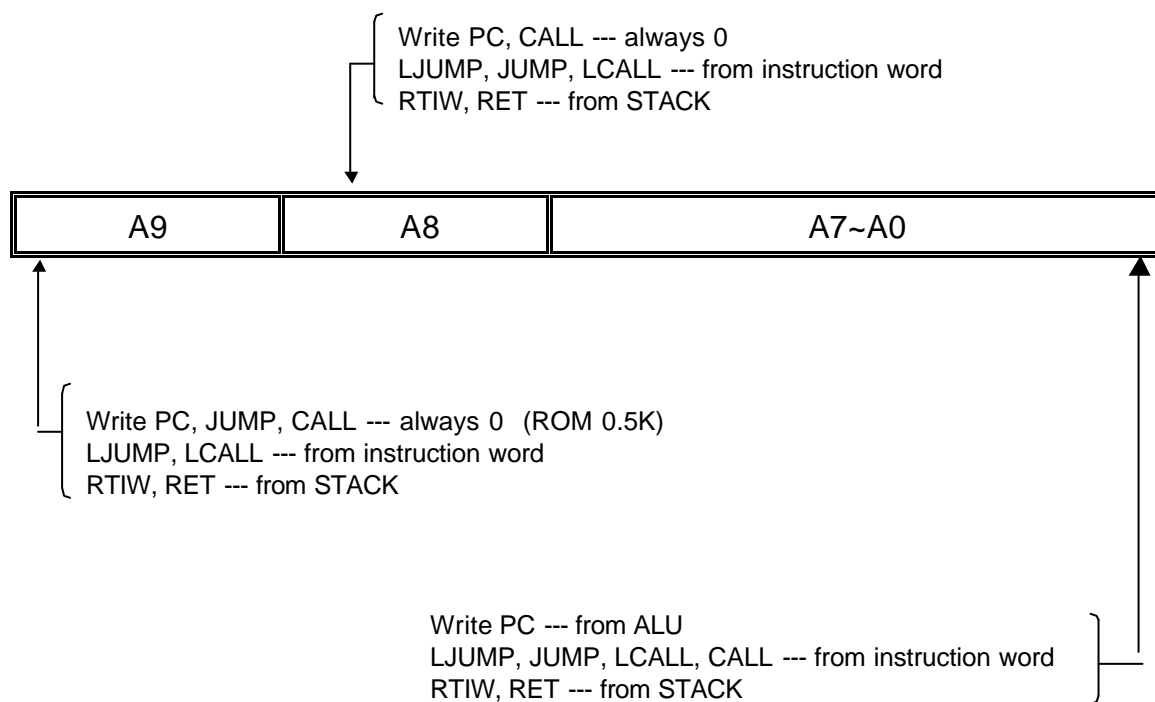 Write PC, CALL --- always 0
LJUMP, JUMP, LCALL --- from instruction word
RTIW, RET --- from STACK
A9
A8
A7~A0
Write PC, JUMP, CALL --- always 0 (ROM 0.5K)
LJUMP, LCALL --- from instruction word
RTIW, RET --- from STACK
Write PC --- from ALU
LJUMP, JUMP, LCALL, CALL --- from instruction word
RTIW, RET --- from STACK